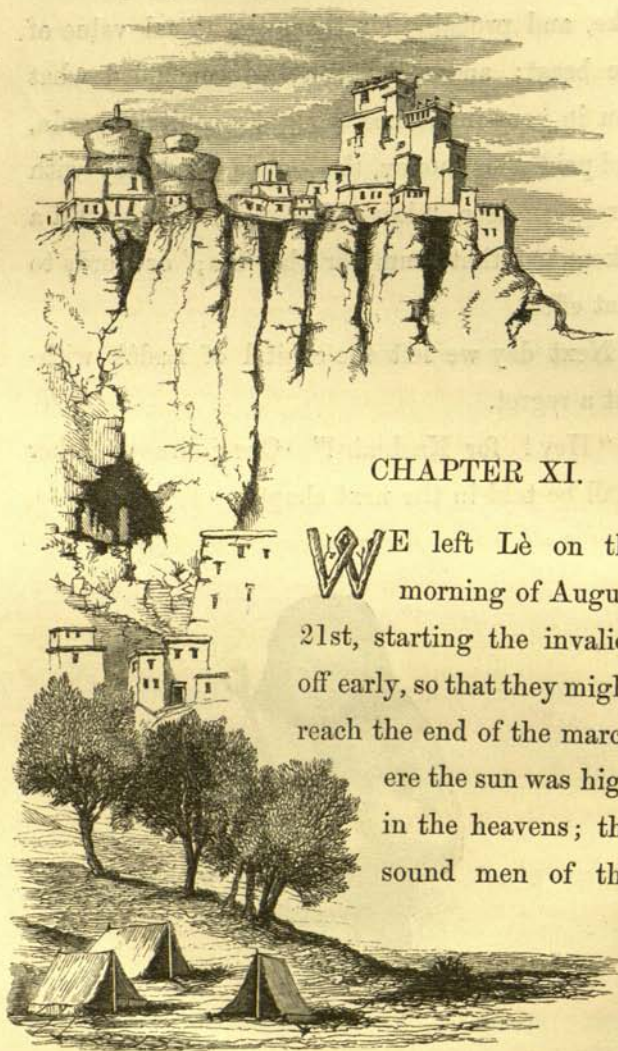 CHAPTER XI.
WE left Lè on th
morning of Augu
21st, starting the invalid
off early, so that they migh
reach the end of the marc
ere the sun was hig
in the heavens; th
sound men of th